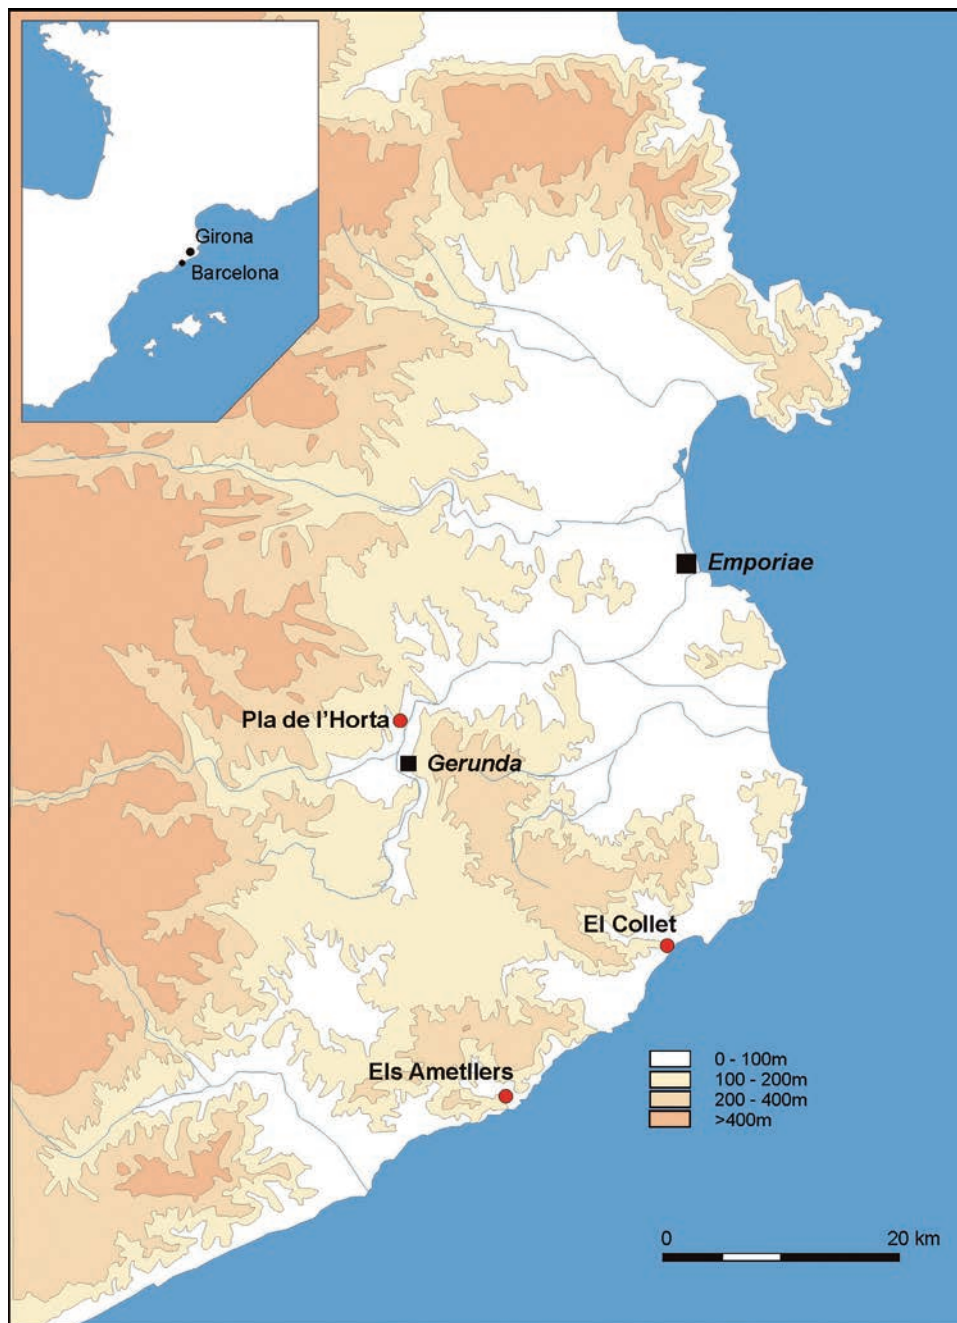 Girona
Barcelona
Emporiae
Pla de l'Horta
Gerunda
El Collet
Els Ametllers
0 - 100m
100 - 200m
200 - 400m
>400m
0 20 km